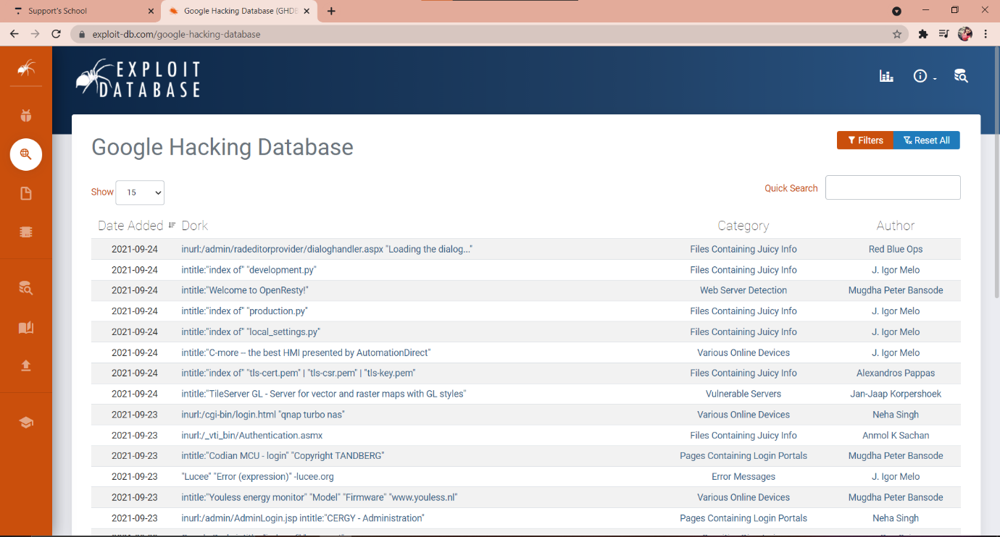 Support's School
Google Hacking Database (GHDB
exploit-db.com/google-hacking-database
EXPLOIT
DATABASE
Google Hacking Database
Filters
Reset All
Show 15
Quick Search
Date Added Dork Category Author
2021-09-24 inurl:/admin/radeditorprovider/dialoghandler.aspx "Loading the dialog..." Files Containing Juicy Info Red Blue Ops
2021-09-24 intitle:"index of" "development.py" Files Containing Juicy Info J. Igor Melo
2021-09-24 intitle:"Welcome to OpenResty!" Web Server Detection Mugdha Peter Bansode
2021-09-24 intitle:"index of" "production.py" Files Containing Juicy Info J. Igor Melo
2021-09-24 intitle:"index of" "local_settings.py" Files Containing Juicy Info J. Igor Melo
2021-09-24 intitle:"C-more -- the best HMI presented by AutomationDirect" Various Online Devices J. Igor Melo
2021-09-24 intitle:"index of" "tls-cert.pem" | "tls-csr.pem" | "tls-key.pem" Files Containing Juicy Info Alexandros Pappas
2021-09-24 intitle:"TileServer GL - Server for vector and raster maps with GL styles" Vulnerable Servers Jan-Jaap Korpershoek
2021-09-23 inurl:/cgi-bin/login.html "qnap turbo nas" Various Online Devices Neha Singh
2021-09-23 inurl:/_vti_bin/Authentication.asmx Files Containing Juicy Info Anmol K Sachan
2021-09-23 intitle:"Codian MCU - login" "Copyright TANDBERG" Pages Containing Login Portals Mugdha Peter Bansode
2021-09-23 "Lucee" "Error (expression)" -lucee.org Error Messages J. Igor Melo
2021-09-23 intitle:"Youless energy monitor" "Model" "Firmware" "www.youless.nl" Various Online Devices Mugdha Peter Bansode
2021-09-23 inurl:/admin/AdminLogin.jsp intitle:"CERGY - Administration" Pages Containing Login Portals Neha Singh